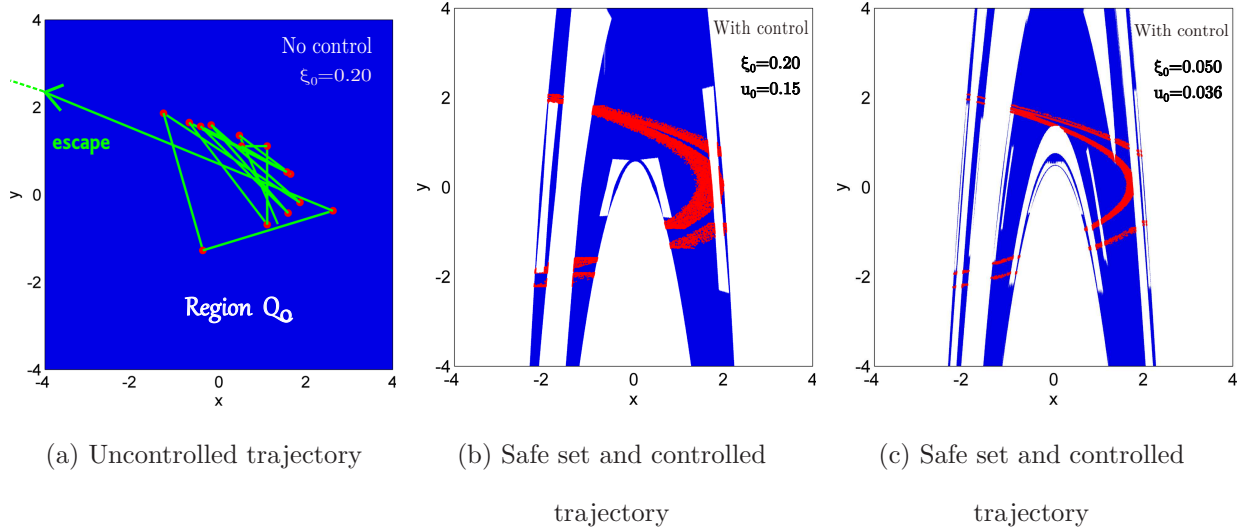 4
No control
ξ₀=0.20
2
escape
y
0
-2
Region Q₀
-4
-4
-2
0
2
4
x
4
With control
ξ₀=0.20
u₀=0.15
2
y
0
-2
-4
-4
-2
0
2
4
x
4
With control
ξ₀=0.050
u₀=0.036
2
y
0
-2
-4
-4
-2
0
2
4
x
(a) Uncontrolled trajectory
(b) Safe set and controlled
trajectory
(c) Safe set and controlled
trajectory